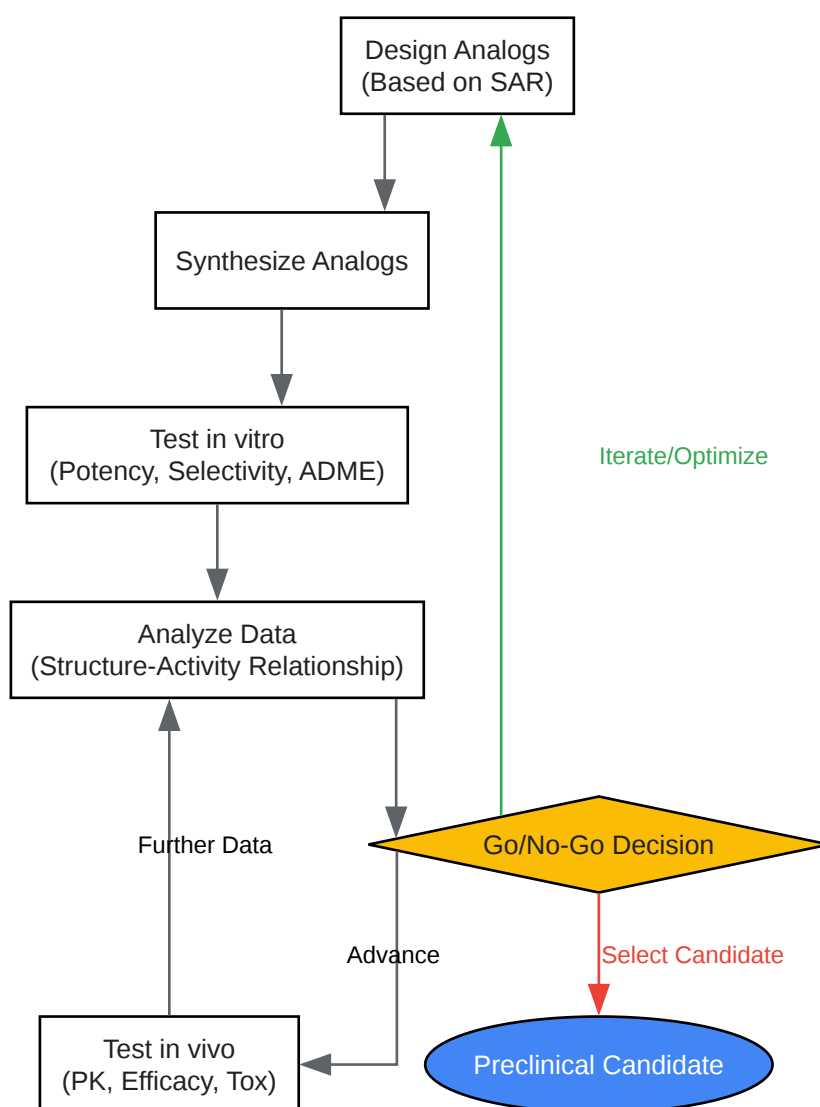 Design Analogs
(Based on SAR)
Synthesize Analogs
Test in vitro
(Potency, Selectivity, ADME)
Iterate/Optimize
Analyze Data
(Structure-Activity Relationship)
Further Data
Go/No-Go Decision
Advance
Select Candidate
Test in vivo
(PK, Efficacy, Tox)
Preclinical Candidate